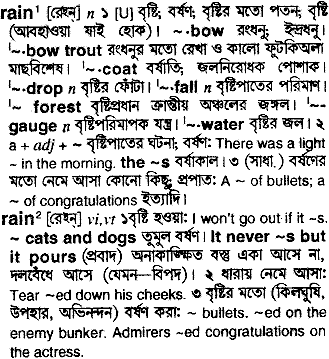 rain¹ [রেইন্] n ১ [U] বৃষ্টি, বর্ষণ; বৃষ্টির মতো পতন; বৃষ্টি
(আবহাওয়া যাই হোক)। ~.bow রংধনু; ইন্দ্রধনু।
'~.bow trout রংধনুর মতো রেখা ও কালো ফুটকিঅলা
মাছবিশেষ। '~.coat বর্ষাতি; জলনিরোধক পোশাক।
'~.drop n বৃষ্টির ফোঁটা। '~.fall n বৃষ্টিপাতের পরিমাণ।
'~ forest বৃষ্টিপ্রধান ক্রান্তীয় অঞ্চলের জঙ্গল। '~-
gauge n বৃষ্টিপরিমাপক যন্ত্র। '~.water বৃষ্টির জল। ২
a + adj + ~ বৃষ্টিপাতের ঘটনা; বর্ষণ: There was a light
~ in the morning. the ~s বর্ষাকাল। ৩ (সাধা.) বর্ষণের
মতো নেমে আসা কোনো কিছু; প্রপাত: A ~ of bullets; a
~ of congratulations ইত্যাদি।
rain² [রেইন্] vi,vt ১ বৃষ্টি হওয়া: I won't go out if it ~s.
~ cats and dogs তুমুল বর্ষণ। It never ~s but
it pours (প্রবাদ) অনাকাঙ্ক্ষিত বস্তু একা আসে না,
দলবেঁধে আসে (যেমন–বিপদ)। ২ ধারায় নেমে আসা:
Tear ~ed down his cheeks. ৩ বৃষ্টির মতো (কিলঘুষি,
উপহার, অভিনন্দন) বর্ষণ করা: ~ bullets. ~ed on the
enemy bunker. Admirers ~ed congratulations on
the actress.